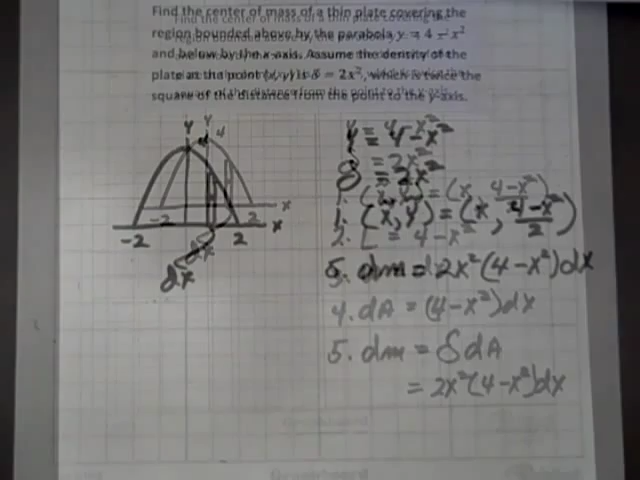 Find the center of mass of a thin plate covering the
region bounded above by the parabola y = 4 − x²
and below by the x-axis. Assume the density of the
plate at the point (x, y) is δ = 2x², which is twice the
square of the distance from the point to the y-axis.
y = 4-x²
δ = 2x²
1. (x̃, ỹ) = (x, 4-x²/2)
2. L = 4-x²
5. dm = 2x²(4-x²)dx
4. dA = (4-x²)dx
5. dm = δ dA
= 2x²(4-x²)dx
y
4
-2
2
x
dx
y
4
-2
2
x
dx